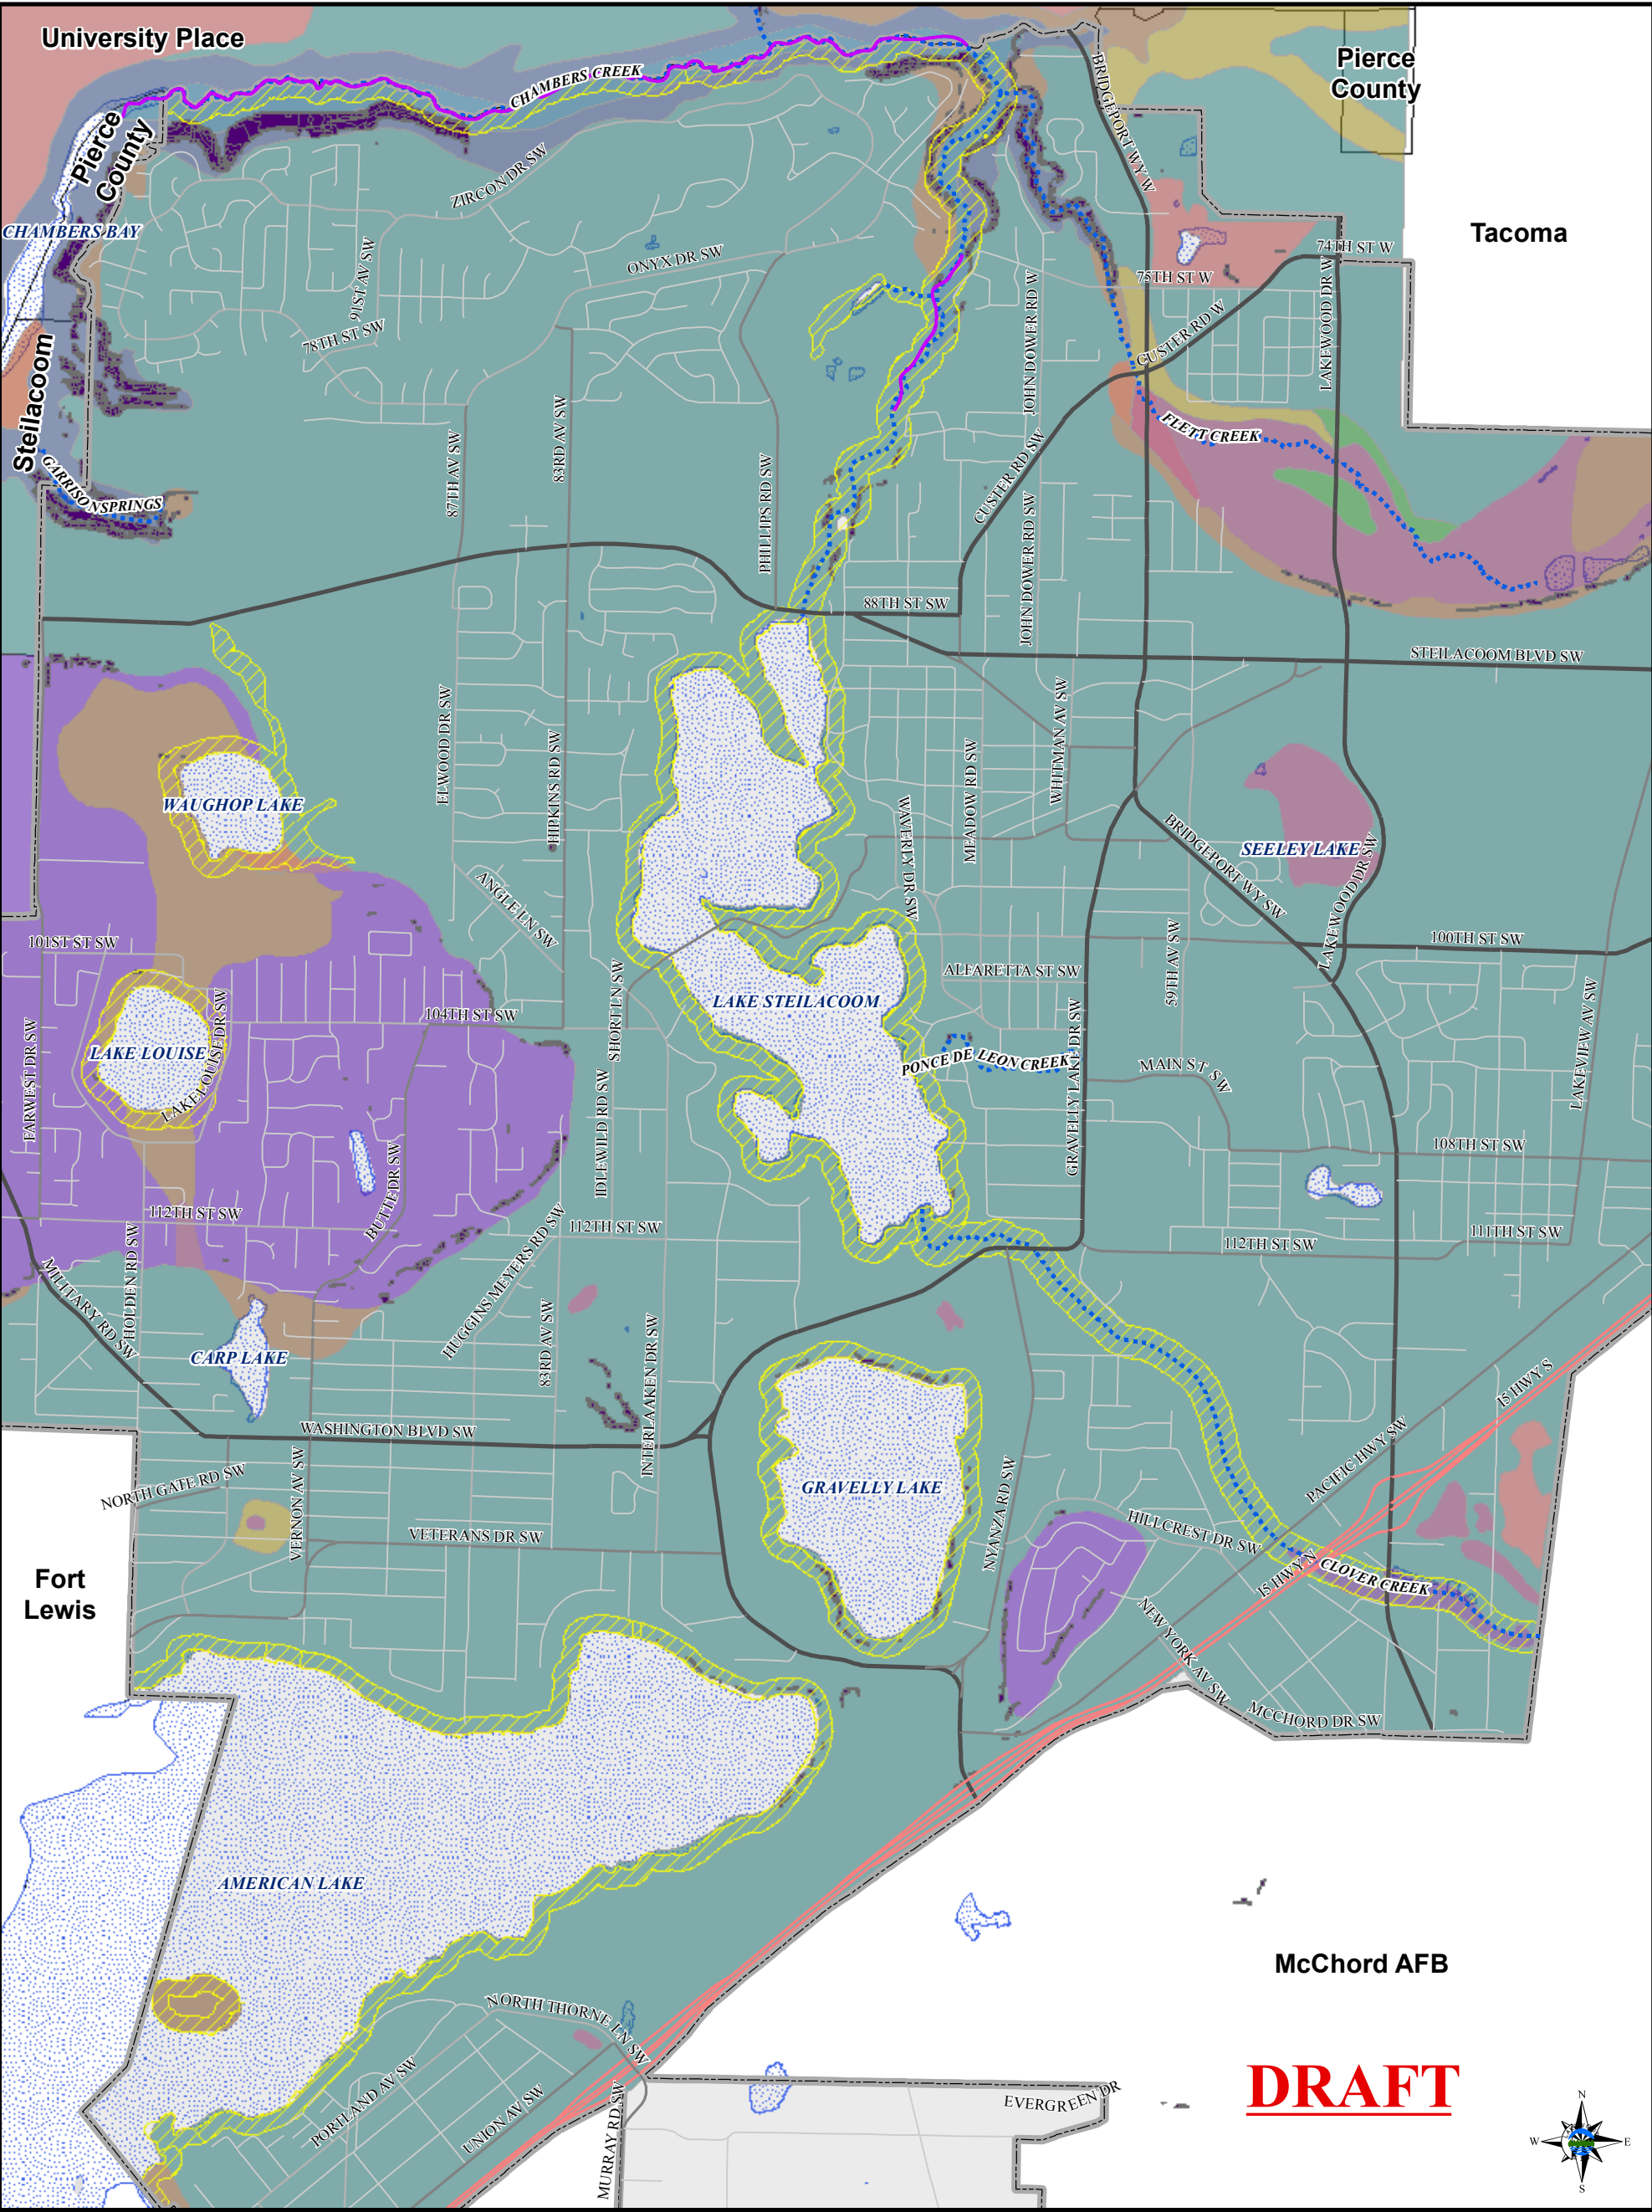 University Place
Pierce
County
CHAMBERS CREEK
BRIDGEPORT WY W
Pierce
County
CHAMBERS BAY
ZIRCON DR SW
Tacoma
74TH ST W
ONYX DR SW
91ST AV SW
75TH ST W
78TH ST SW
JOHN DOWER RD W
CUSTER RD W
LAKEWOOD DR W
Steilacoom
FLETT CREEK
87TH AV SW
83RD AV SW
PHILLIPS RD SW
CUSTER RD SW
GARRISON SPRINGS
JOHN DOWER RD SW
88TH ST SW
STEILACOOM BLVD SW
ELWOOD DR SW
HIPKINS RD SW
WHITMAN AV SW
MEADOW RD SW
WAUGHOP LAKE
WAVERLY DR SW
BRIDGEPORT WY SW
SEELEY LAKE
LAKEWOOD DR SW
ANGLE LN SW
101ST ST SW
100TH ST SW
59TH AV SW
ALFARETTA ST SW
LAKE STEILACOOM
SHORT LN SW
104TH ST SW
LAKEVIEW AV SW
FARWEST DR SW
LAKE LOUISE
LAKE LOUISE DR SW
PONCE DE LEON CREEK
GRAVELLY LAKE DR SW
MAIN ST SW
IDLEWILD RD SW
108TH ST SW
BUTTE DR SW
112TH ST SW
112TH ST SW
112TH ST SW
111TH ST SW
HOLDEN RD SW
MILITARY RD SW
HUGGINS MEYERS RD SW
83RD AV SW
INTERLAAKEN DR SW
CARP LAKE
WASHINGTON BLVD SW
I5 HWY S
PACIFIC HWY SW
NORTH GATE RD SW
VERNON AV SW
GRAVELLY LAKE
NYANZA RD SW
HILLCREST DR SW
VETERANS DR SW
I5 HWY N
CLOVER CREEK
Fort
Lewis
NEW YORK AV SW
MCCHORD DR SW
AMERICAN LAKE
McChord AFB
NORTH THORNE LN SW
PORTLAND AV SW
UNION AV SW
MURRAY RD SW
EVERGREEN DR
DRAFT
N
W
E
S